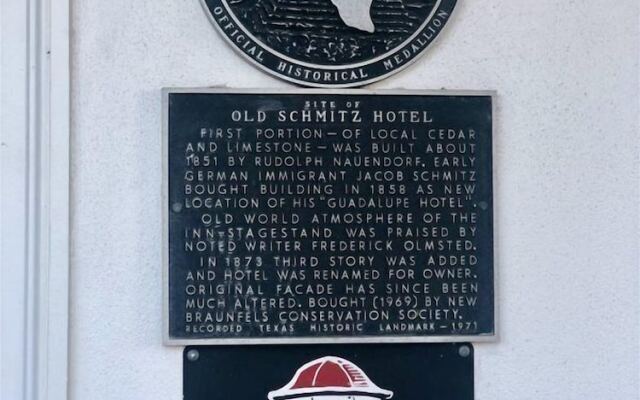 OFFICIAL HISTORICAL MEDALLION
SITE OF
OLD SCHMITZ HOTEL
FIRST PORTION—OF LOCAL CEDAR
AND LIMESTONE—WAS BUILT ABOUT
1851 BY RUDOLPH NAUENDORF. EARLY
GERMAN IMMIGRANT JACOB SCHMITZ
BOUGHT BUILDING IN 1858 AS NEW
LOCATION OF HIS "GUADALUPE HOTEL".
OLD WORLD ATMOSPHERE OF THE
INN-STAGESTAND WAS PRAISED BY
NOTED WRITER FREDERICK OLMSTED.
IN 1873 THIRD STORY WAS ADDED
AND HOTEL WAS RENAMED FOR OWNER.
ORIGINAL FACADE HAS SINCE BEEN
MUCH ALTERED. BOUGHT (1969) BY NEW
BRAUNFELS CONSERVATION SOCIETY.
RECORDED TEXAS HISTORIC LANDMARK—1971